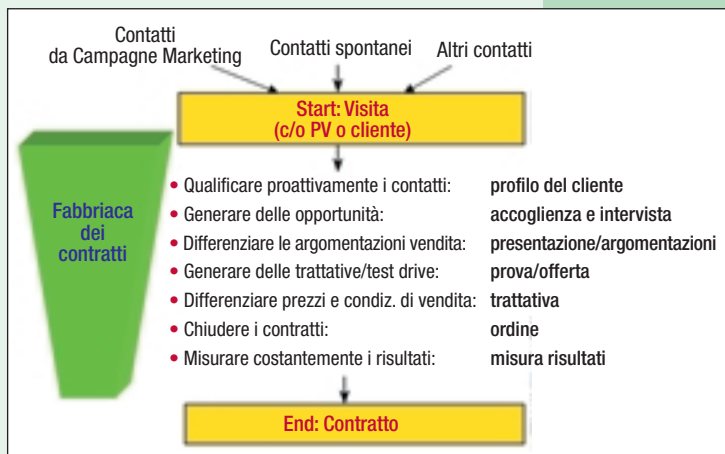 Contatti
da Campagne Marketing
Contatti spontanei
Altri contatti
Start: Visita
(c/o PV o cliente)
Fabbriaca
dei
contratti
• Qualificare proattivamente i contatti: profilo del cliente
• Generare delle opportunità: accoglienza e intervista
• Differenziare le argomentazioni vendita: presentazione/argomentazioni
• Generare delle trattative/test drive: prova/offerta
• Differenziare prezzi e condiz. di vendita: trattativa
• Chiudere i contratti: ordine
• Misurare costantemente i risultati: misura risultati
End: Contratto